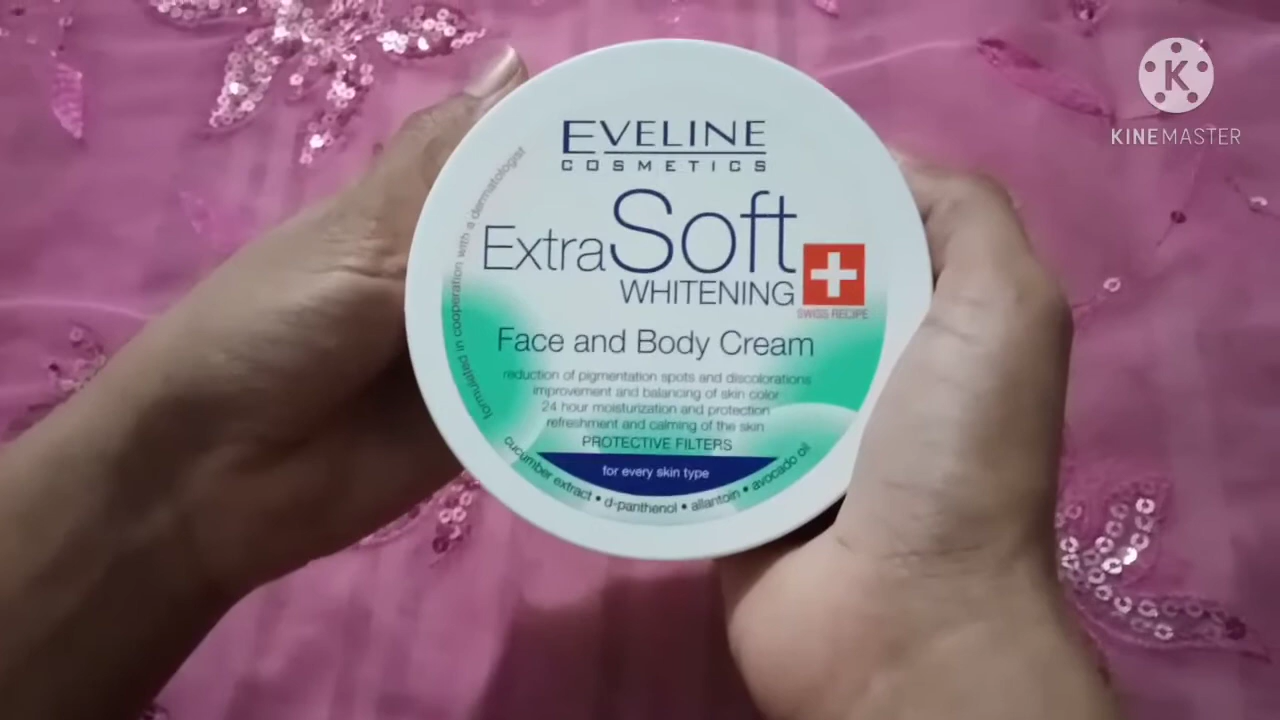 EVELINE
COSMETICS
Extra Soft
WHITENING
SWISS RECIPE
Face and Body Cream
reduction of pigmentation spots and discolorations
improvement and balancing of skin color
24 hour moisturization and protection
refreshment and calming of the skin
PROTECTIVE FILTERS
for every skin type
cucumber extract • d-panthenol • allantoin • avocado oil
formulated in cooperation with a dermatologist
K
KINEMASTER